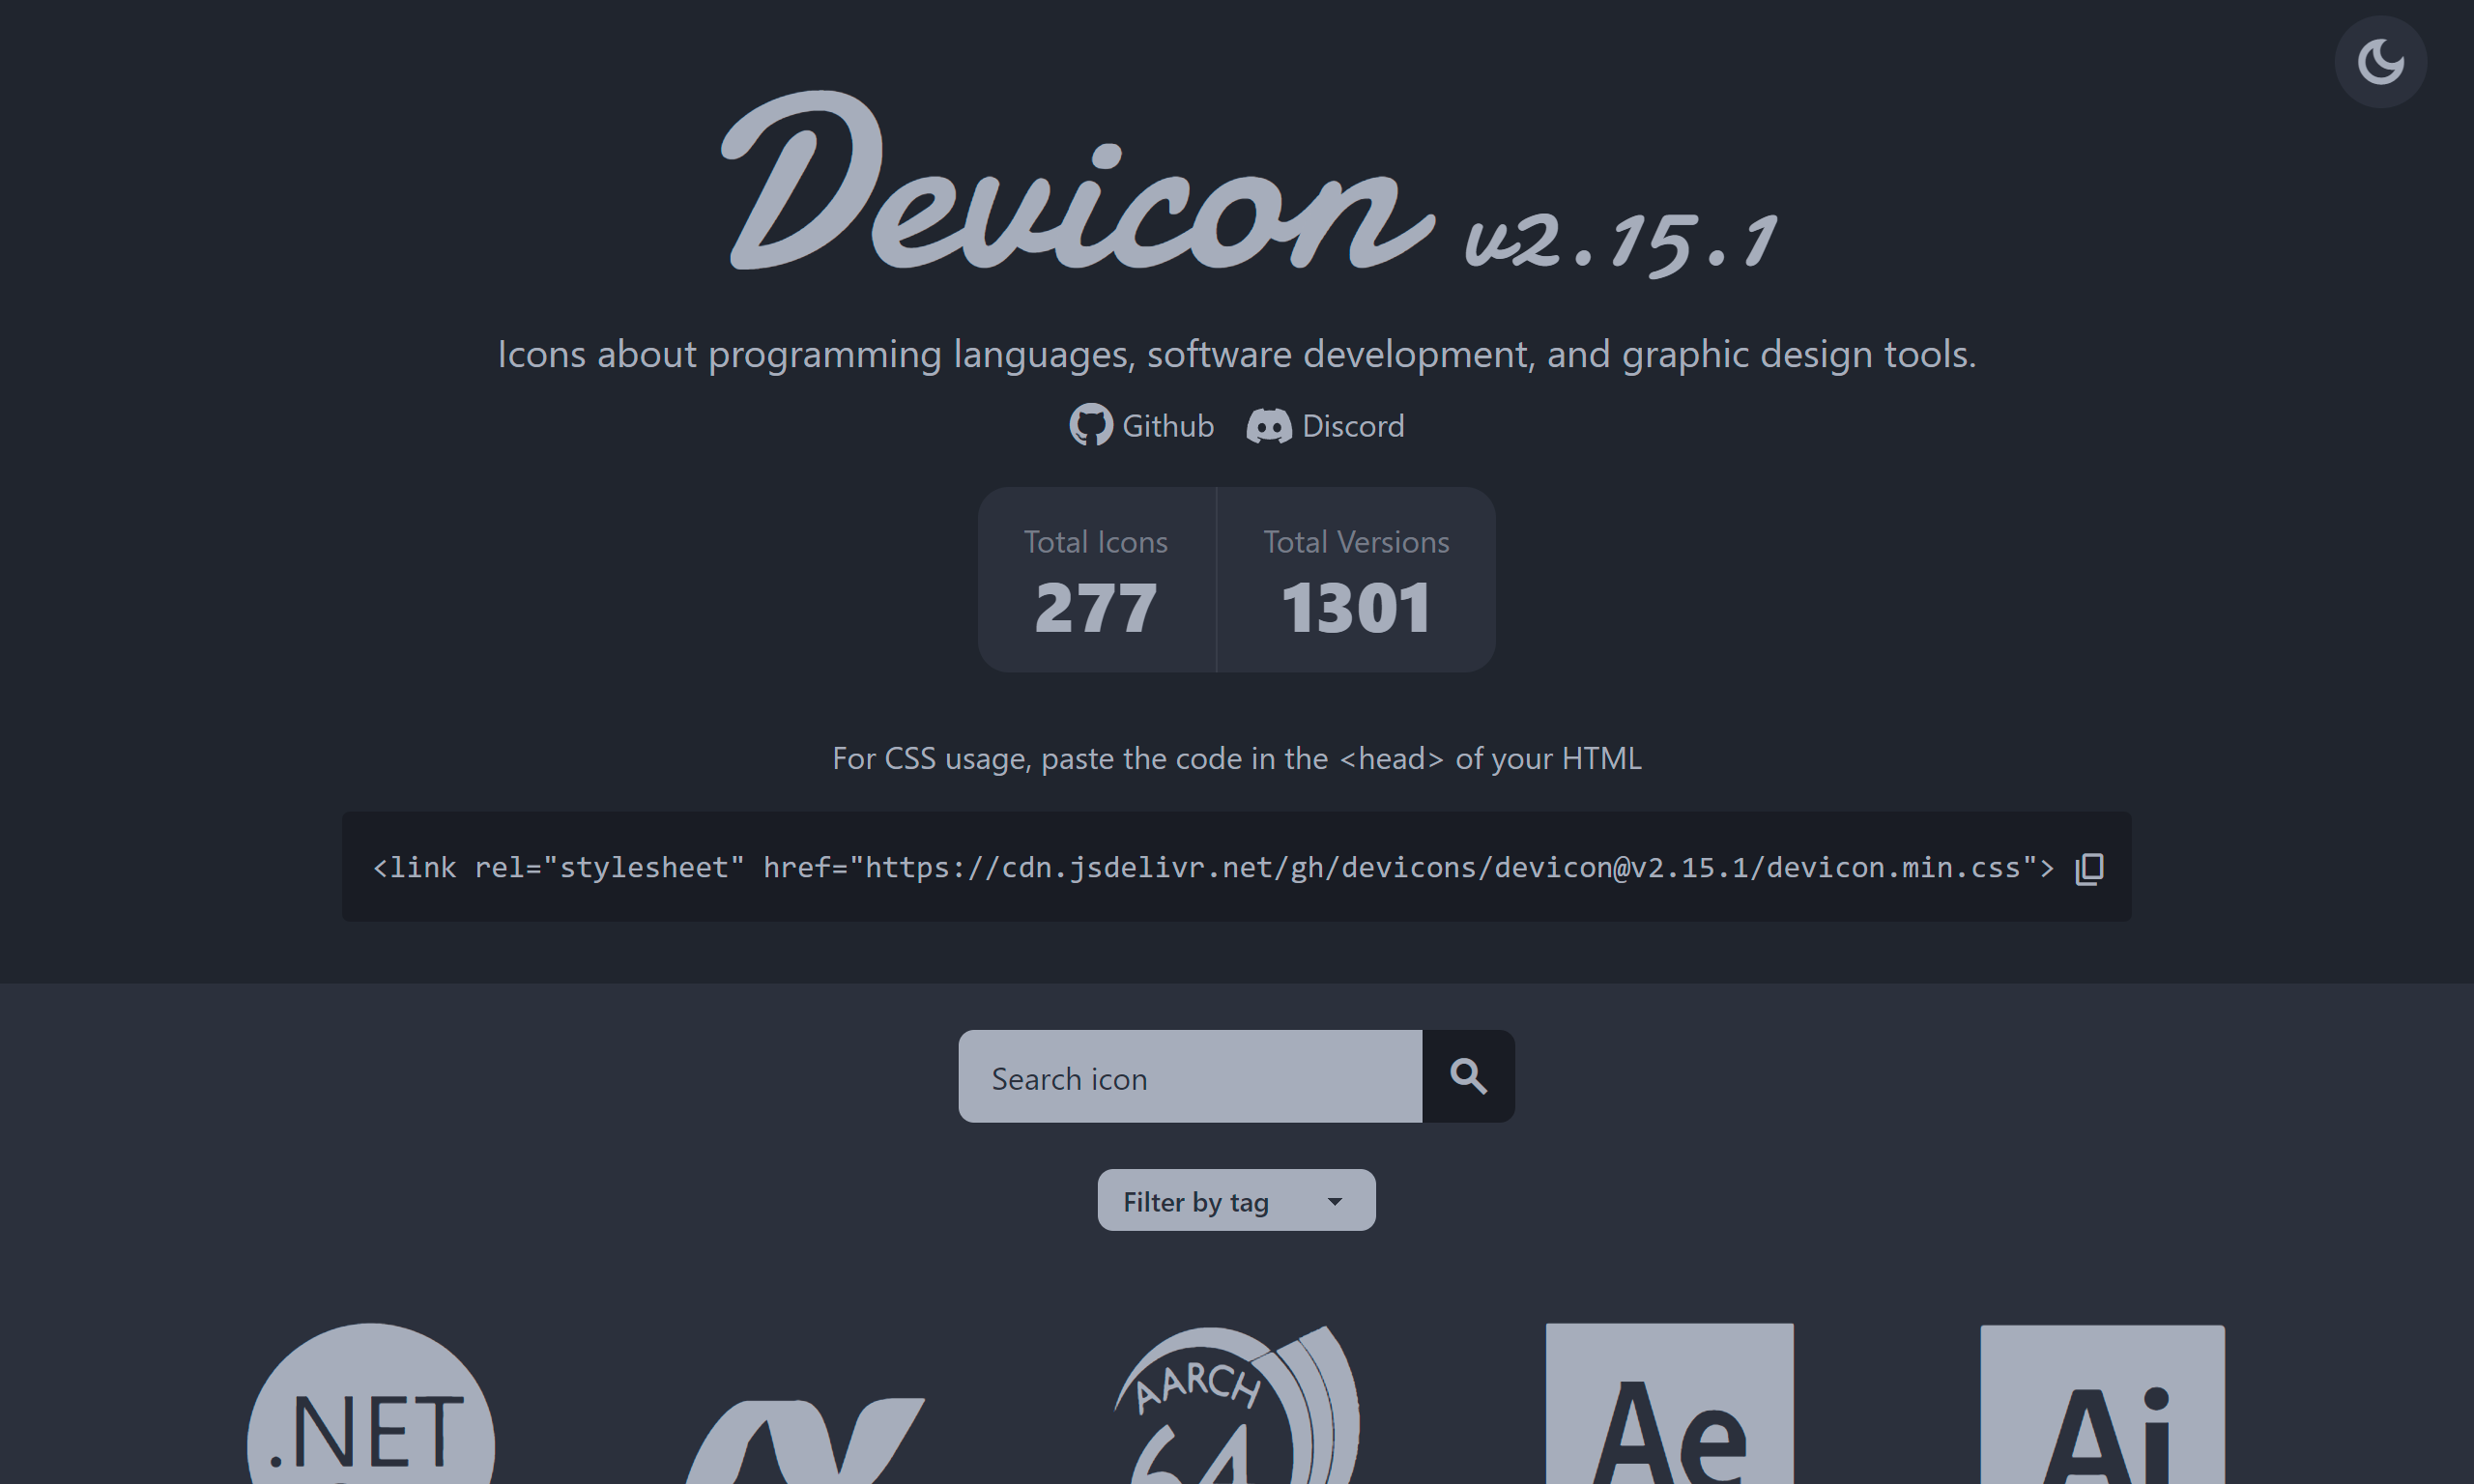 Devicon v2.15.1
Icons about programming languages, software development, and graphic design tools.
Github Discord
Total Icons Total Versions
277 1301
For CSS usage, paste the code in the <head> of your HTML
<link rel="stylesheet" href="https://cdn.jsdelivr.net/gh/devicons/devicon@v2.15.1/devicon.min.css">
Search icon
Filter by tag
.NET AARCH 64 Ae Ai